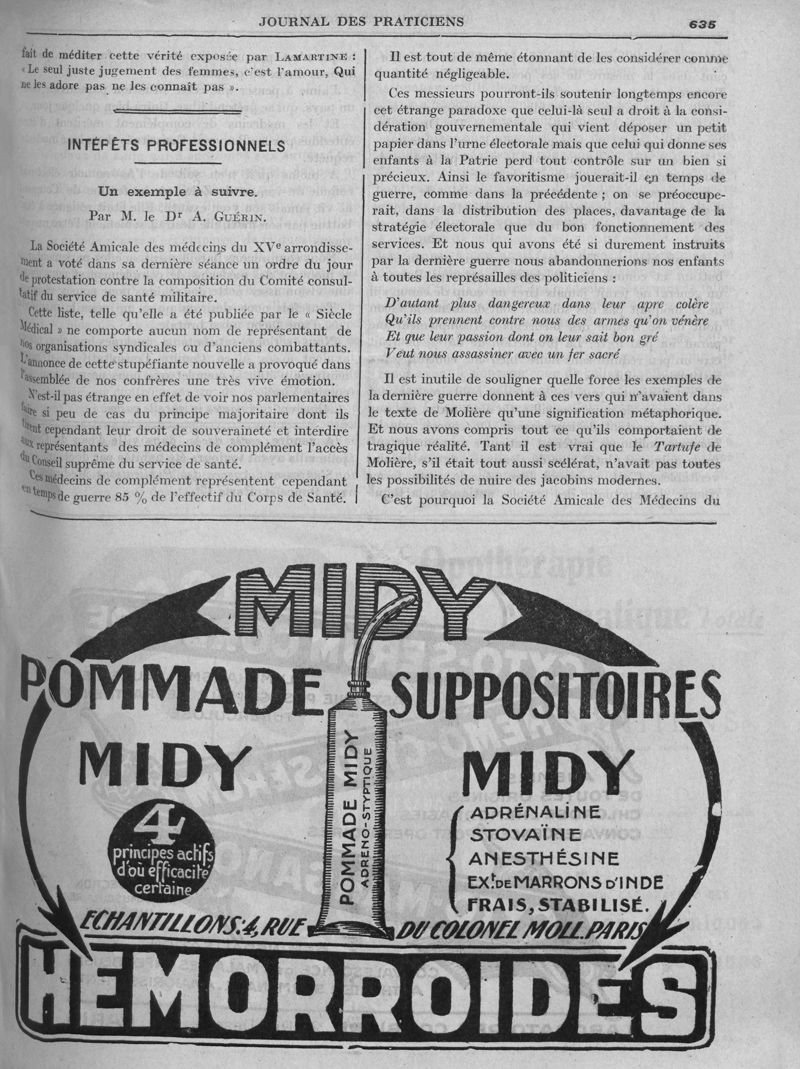 JOURNAL DES PRATICIENS
635
fait de méditer cette vérité exposée par LAMARTINE :
« Le seul juste jugement des femmes, c'est l'amour, Qui
ne les adore pas ne les connaît pas ».
INTÉRÊTS PROFESSIONNELS
Un exemple à suivre.
Par M. le Dr A. GUÉRIN.
La Société Amicale des médecins du XVe arrondisse-
ment a voté dans sa dernière séance un ordre du jour
de protestation contre la composition du Comité consul-
tatif du service de santé militaire.
Cette liste, telle qu'elle a été publiée par le « Siècle
Médical » ne comporte aucun nom de représentant de
nos organisations syndicales ou d'anciens combattants.
L'annonce de cette stupéfiante nouvelle a provoqué dans
l'assemblée de nos confrères une très vive émotion.
N'est-il pas étrange en effet de voir nos parlementaires
faire si peu de cas du principe majoritaire dont ils
tirent cependant leur droit de souveraineté et interdire
aux représentants des médecins de complément l'accès
du Conseil suprême du service de santé.
Ces médecins de complément représentent cependant
en temps de guerre 85 % de l'effectif du Corps de Santé.
Il est tout de même étonnant de les considérer comme
quantité négligeable.
Ces messieurs pourront-ils soutenir longtemps encore
cet étrange paradoxe que celui-là seul a droit à la consi-
dération gouvernementale qui vient déposer un petit
papier dans l'urne électorale mais que celui qui donne ses
enfants à la Patrie perd tout contrôle sur un bien si
précieux. Ainsi le favoritisme jouerait-il en temps de
guerre, comme dans la précédente ; on se préoccupe-
rait, dans la distribution des places, davantage de la
stratégie électorale que du bon fonctionnement des
services. Et nous qui avons été si durement instruits
par la dernière guerre nous abandonnerions nos enfants
à toutes les représailles des politiciens :
D'autant plus dangereux dans leur apre colère
Qu'ils prennent contre nous des armes qu'on vénère
Et que leur passion dont on leur sait bon gré
Veut nous assassiner avec un fer sacré
Il est inutile de souligner quelle force les exemples de
la dernière guerre donnent à ces vers qui n'avaient dans
le texte de Molière qu'une signification métaphorique.
Et nous avons compris tout ce qu'ils comportaient de
tragique réalité. Tant il est vrai que le Tartufe de
Molière, s'il était tout aussi scélérat, n'avait pas toutes
les possibilités de nuire des jacobins modernes.
C'est pourquoi la Société Amicale des Médecins du
MIDY
POMMADE
MIDY
4
principes actifs
d'où efficacité
certaine
POMMADE MIDY
ADRENO-STYPTIQUE
SUPPOSITOIRES
MIDY
ADRÉNALINE
STOVAÏNE
ANESTHÉSINE
EXt. DE MARRONS D'INDE
FRAIS, STABILISÉ.
ECHANTILLONS: 4, RUE DU COLONEL MOLL. PARIS
HEMORROIDES